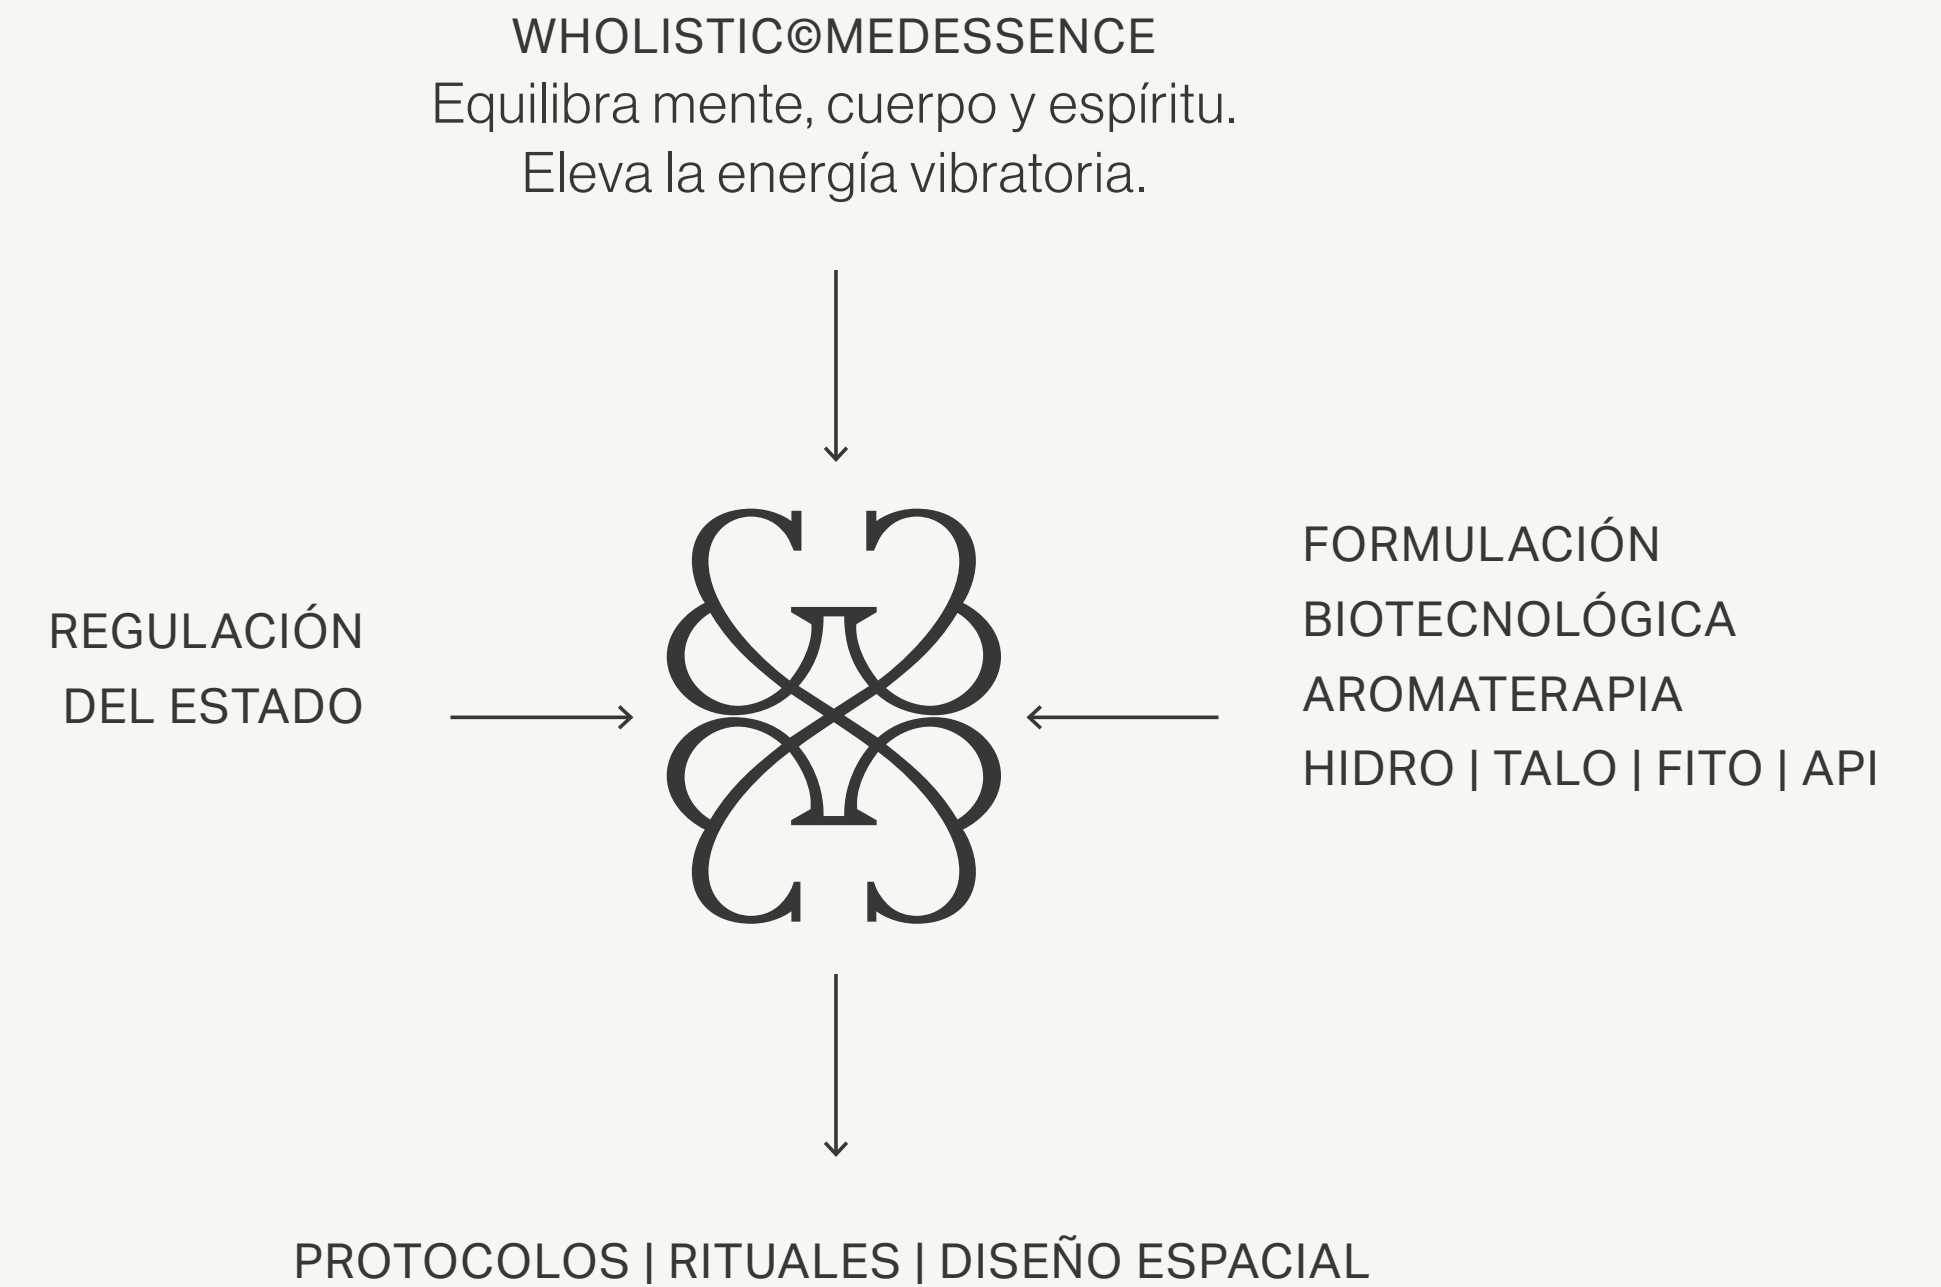 WHOLISTIC©MEDESSENCE
Equilibra mente, cuerpo y espíritu.
Eleva la energía vibratoria.
REGULACIÓN
DEL ESTADO
FORMULACIÓN
BIOTECNOLÓGICA
AROMATERAPIA
HIDRO | TALO | FITO | API
PROTOCOLOS | RITUALES | DISEÑO ESPACIAL